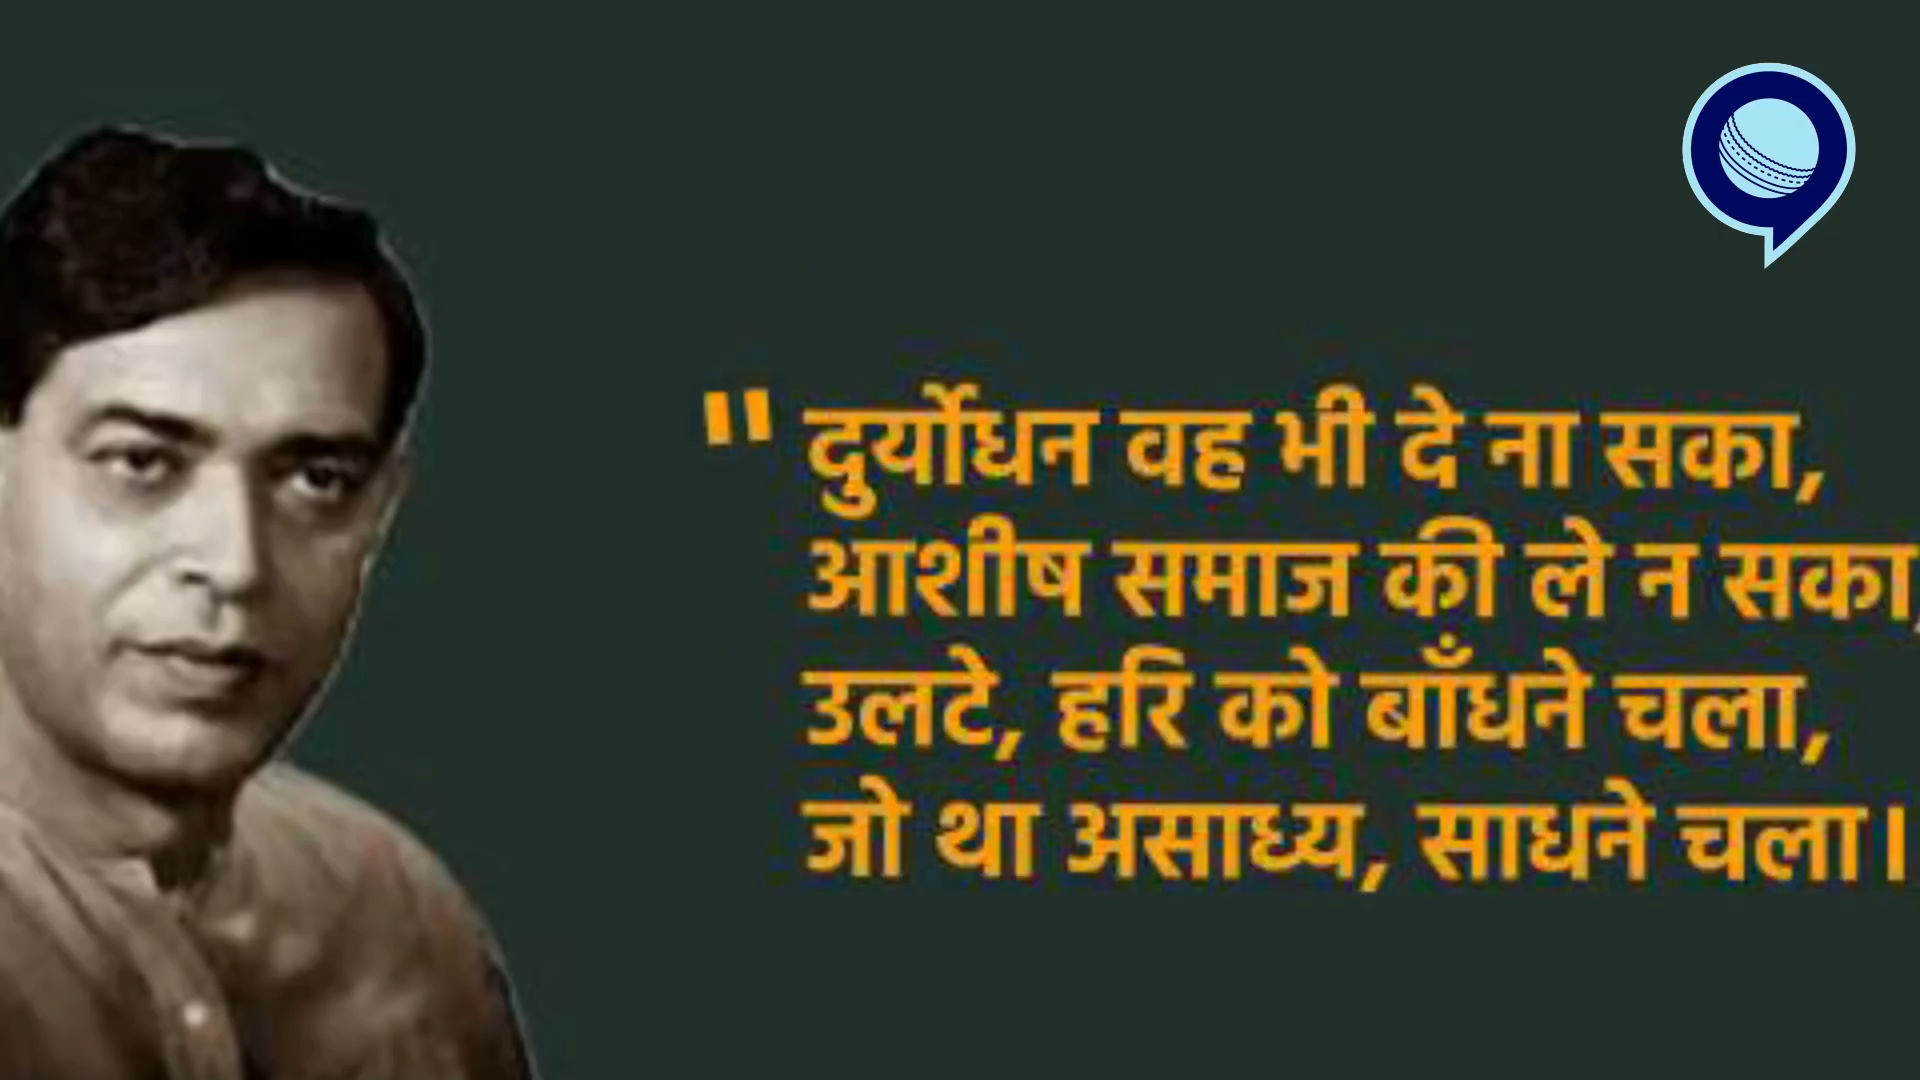 " दुर्योधन वह भी दे ना सका,
आशीष समाज की ले न सका,
उलटे, हरि को बाँधने चला,
जो था असाध्य, साधने चला।